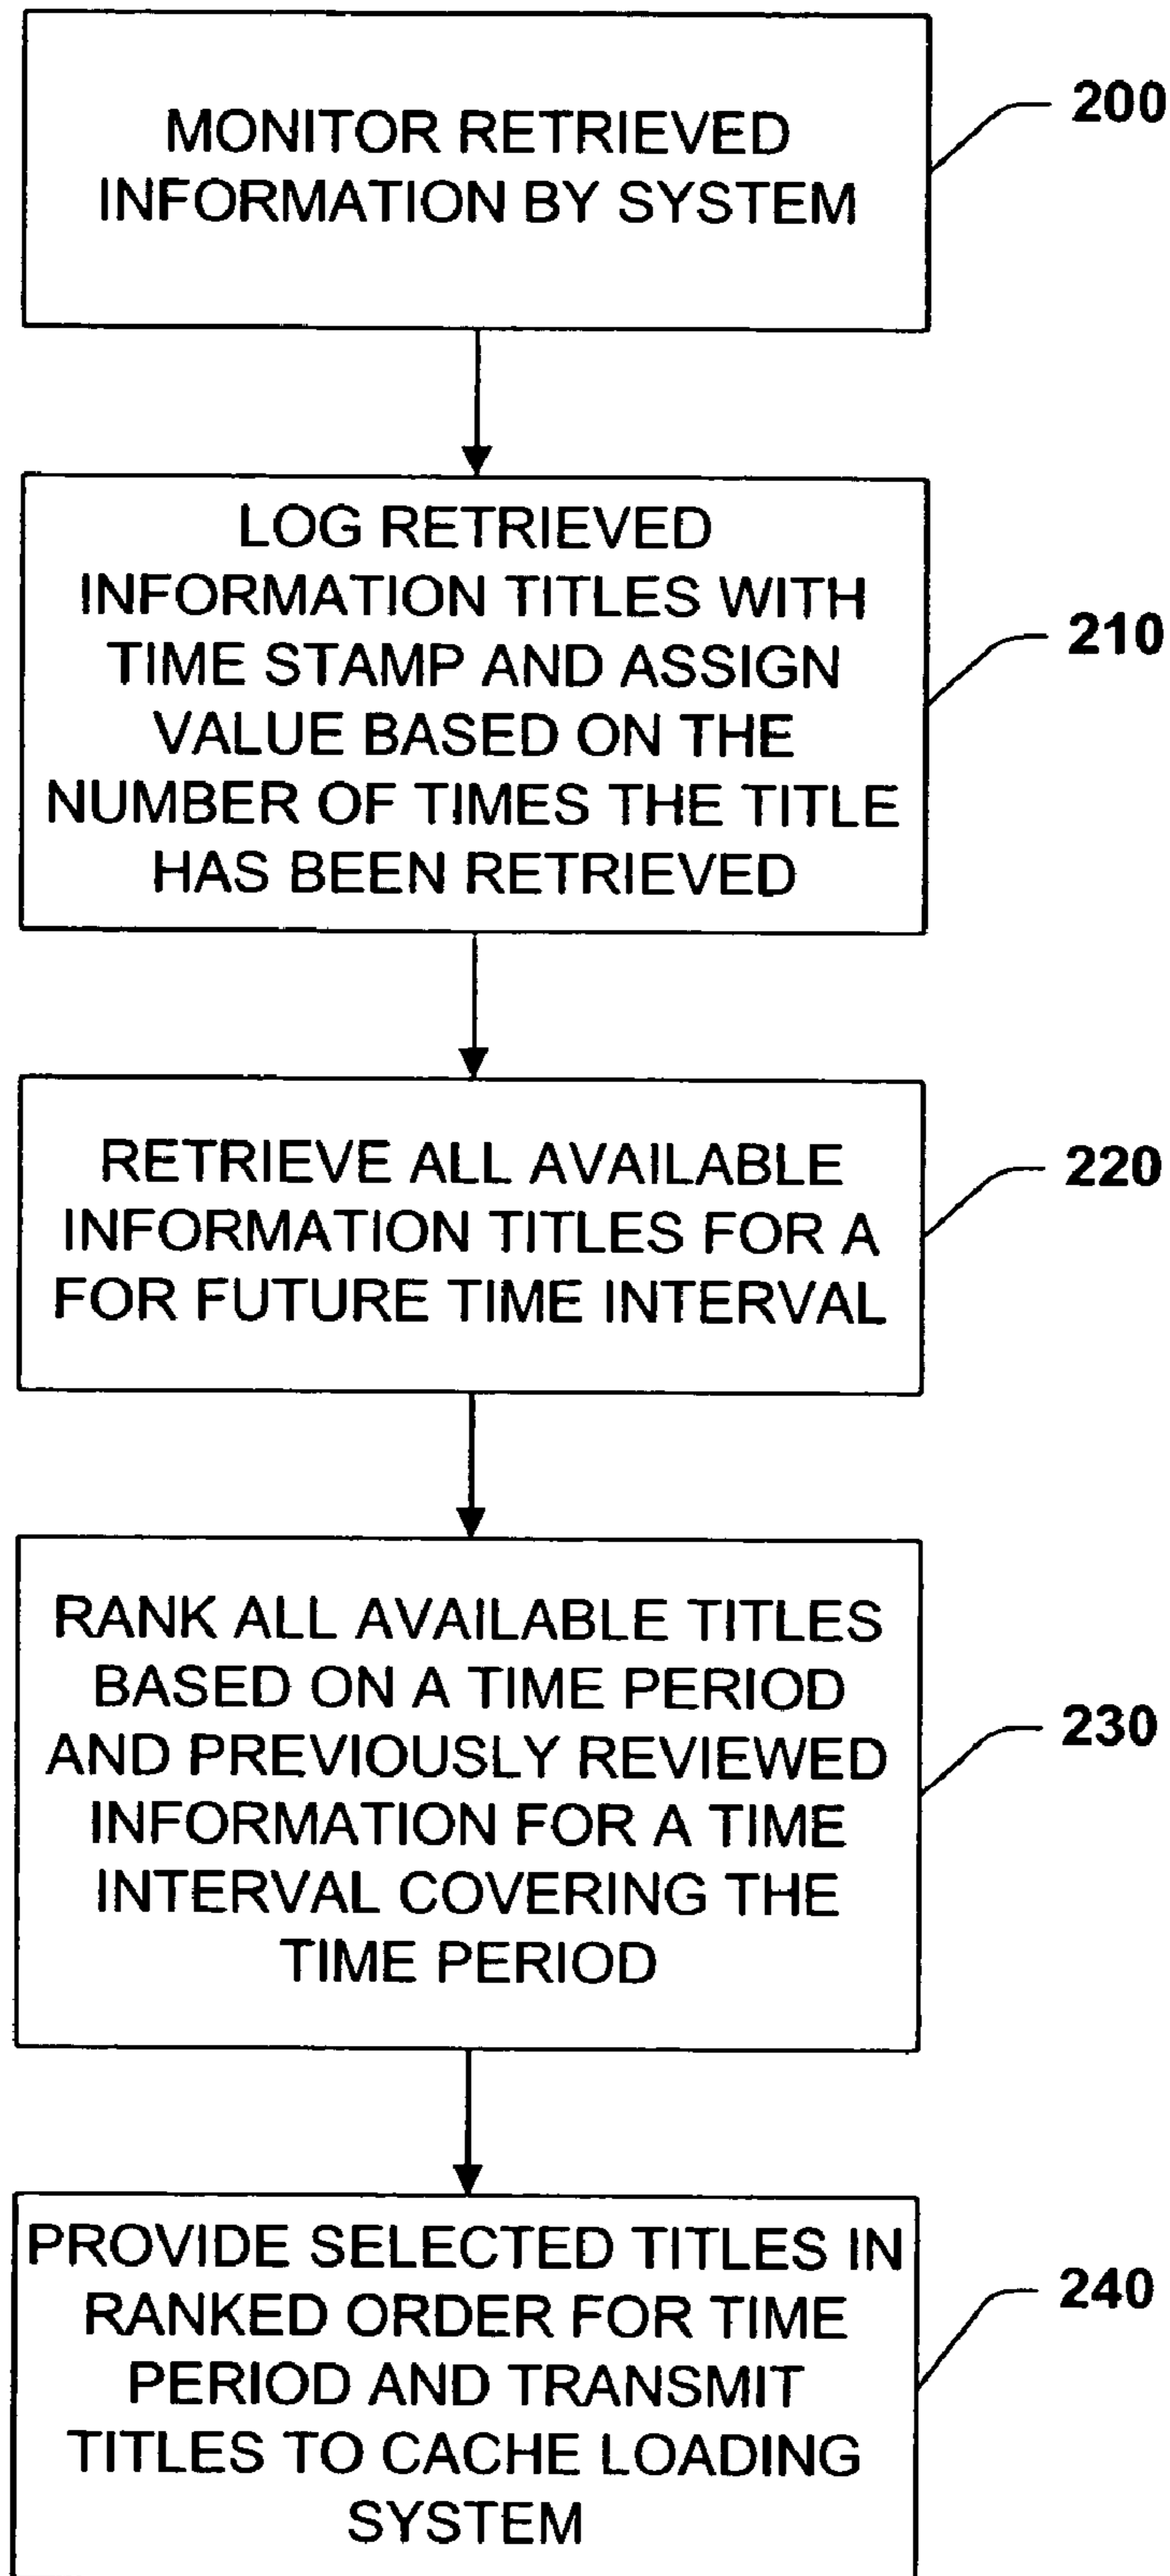 MONITOR RETRIEVED
INFORMATION BY SYSTEM
200
LOG RETRIEVED
INFORMATION TITLES WITH
TIME STAMP AND ASSIGN
VALUE BASED ON THE
NUMBER OF TIMES THE TITLE
HAS BEEN RETRIEVED
210
RETRIEVE ALL AVAILABLE
INFORMATION TITLES FOR A
FOR FUTURE TIME INTERVAL
220
RANK ALL AVAILABLE TITLES
BASED ON A TIME PERIOD
AND PREVIOUSLY REVIEWED
INFORMATION FOR A TIME
INTERVAL COVERING THE
TIME PERIOD
230
PROVIDE SELECTED TITLES IN
RANKED ORDER FOR TIME
PERIOD AND TRANSMIT
TITLES TO CACHE LOADING
SYSTEM
240